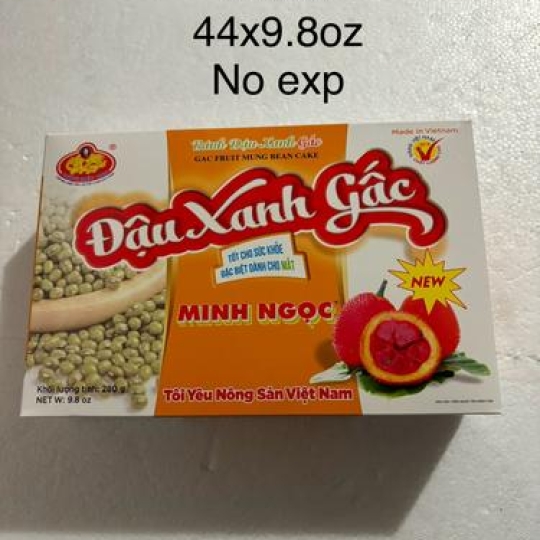 44x9.8oz
No exp
Made in Vietnam
Bánh Đậu Xanh Gấc
GAC FRUIT MUNG BEAN CAKE
®
Đậu Xanh Gấc
TỐT CHO SỨC KHỎE
ĐẶC BIỆT DÀNH CHO MẮT
NEW
MINH NGỌC
Khối lượng tịnh: 280 g
NET W: 9.8 oz
Tôi Yêu Nông Sản Việt Nam